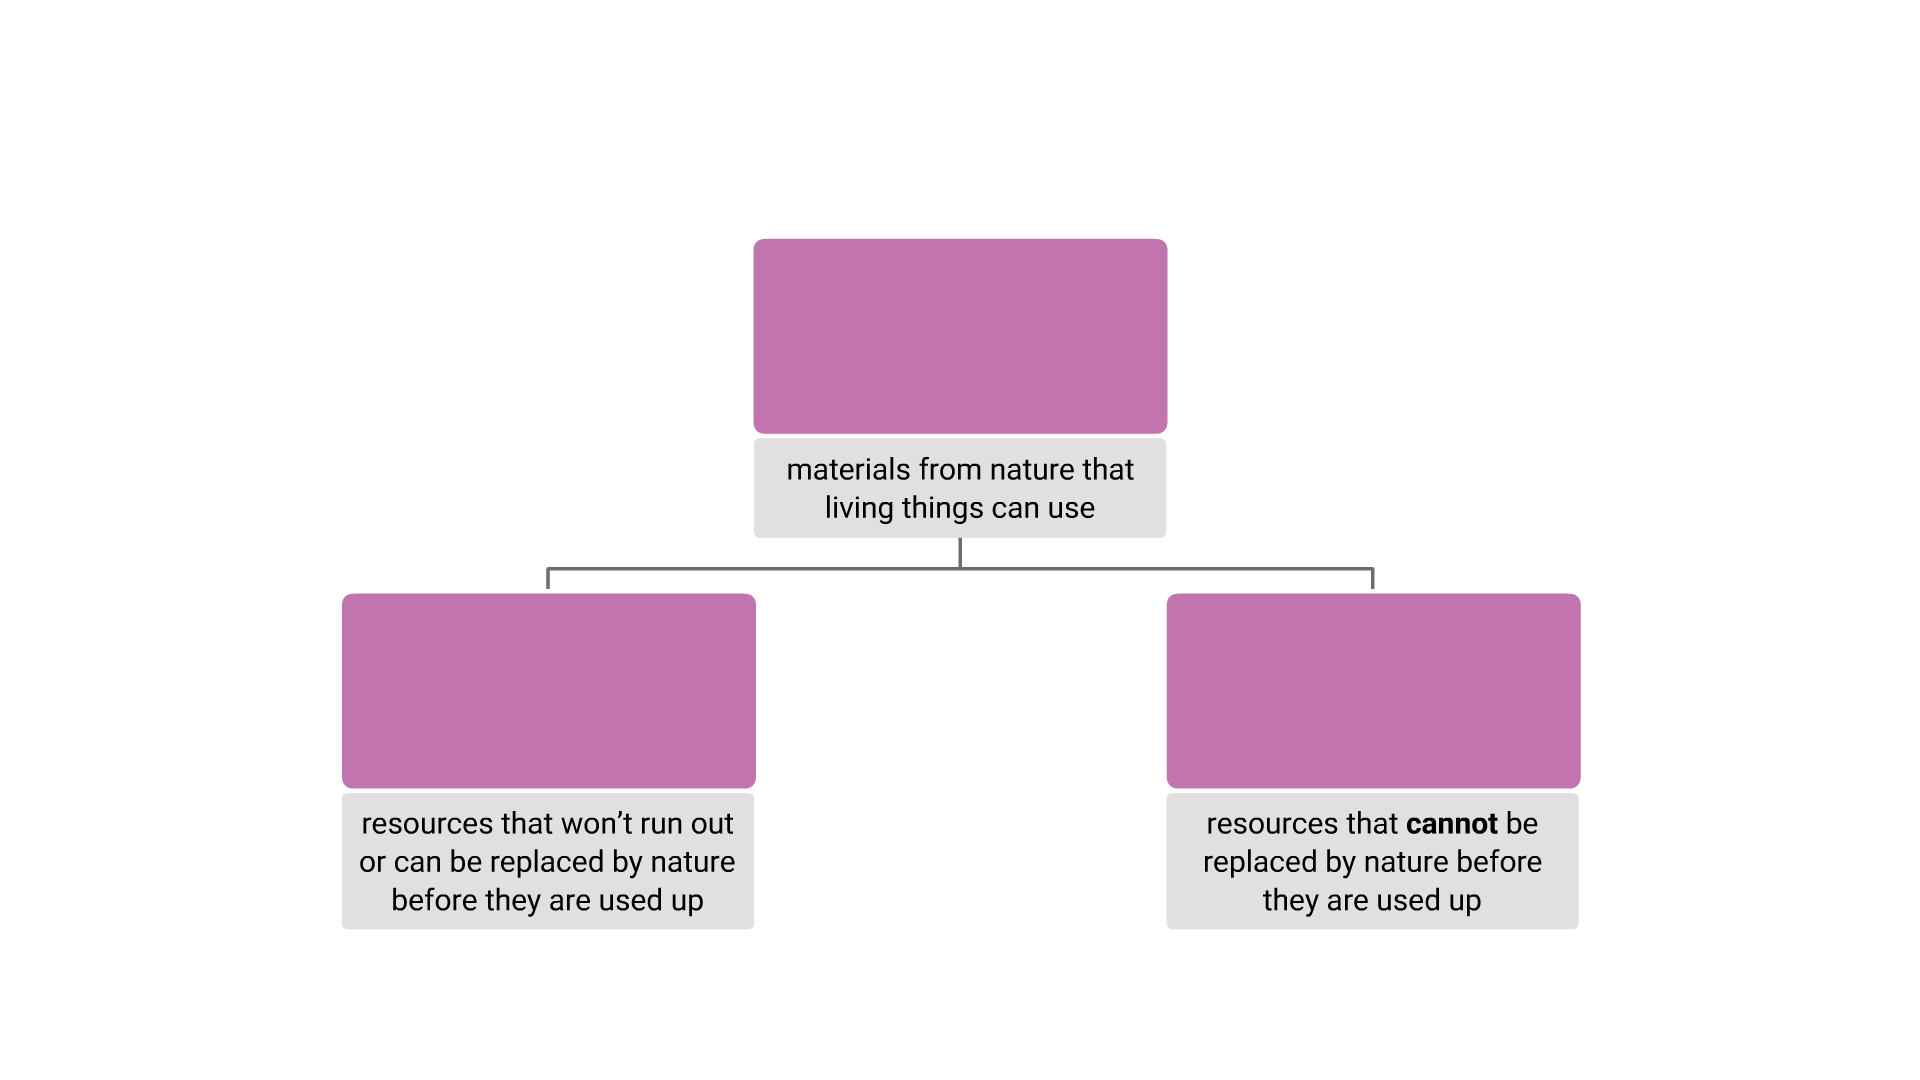 materials from nature that
living things can use
resources that won’t run out
or can be replaced by nature
before they are used up
resources that cannot be
replaced by nature before
they are used up